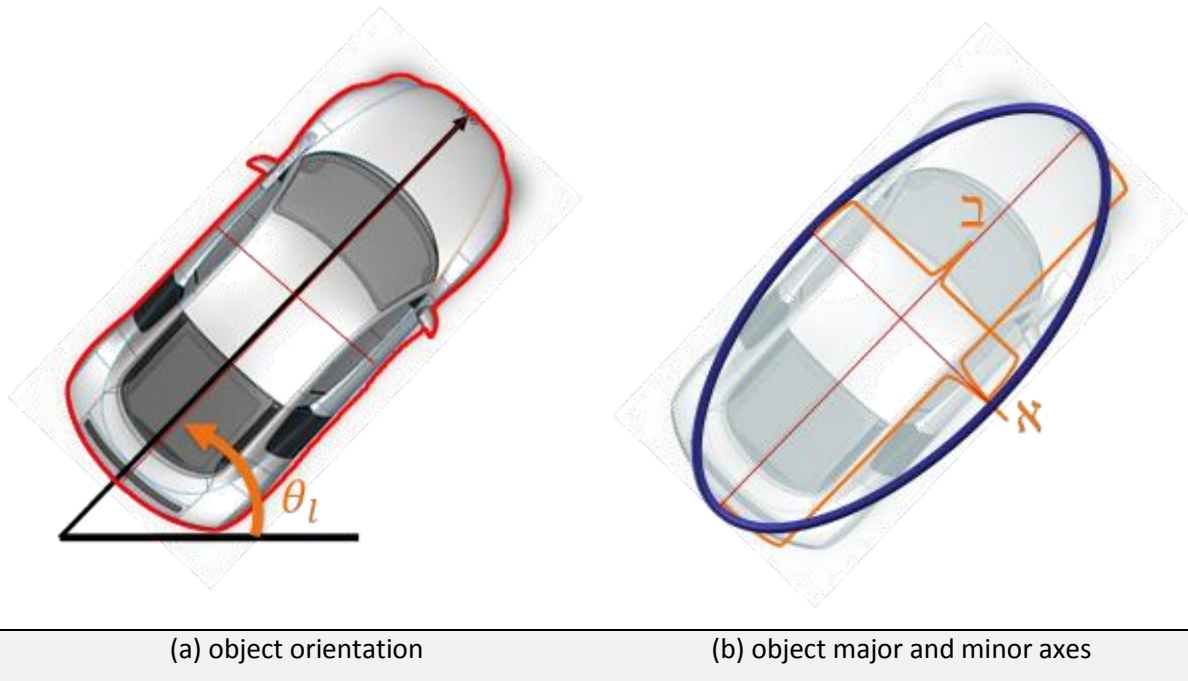 θₗ
ב
א
(a) object orientation
(b) object major and minor axes